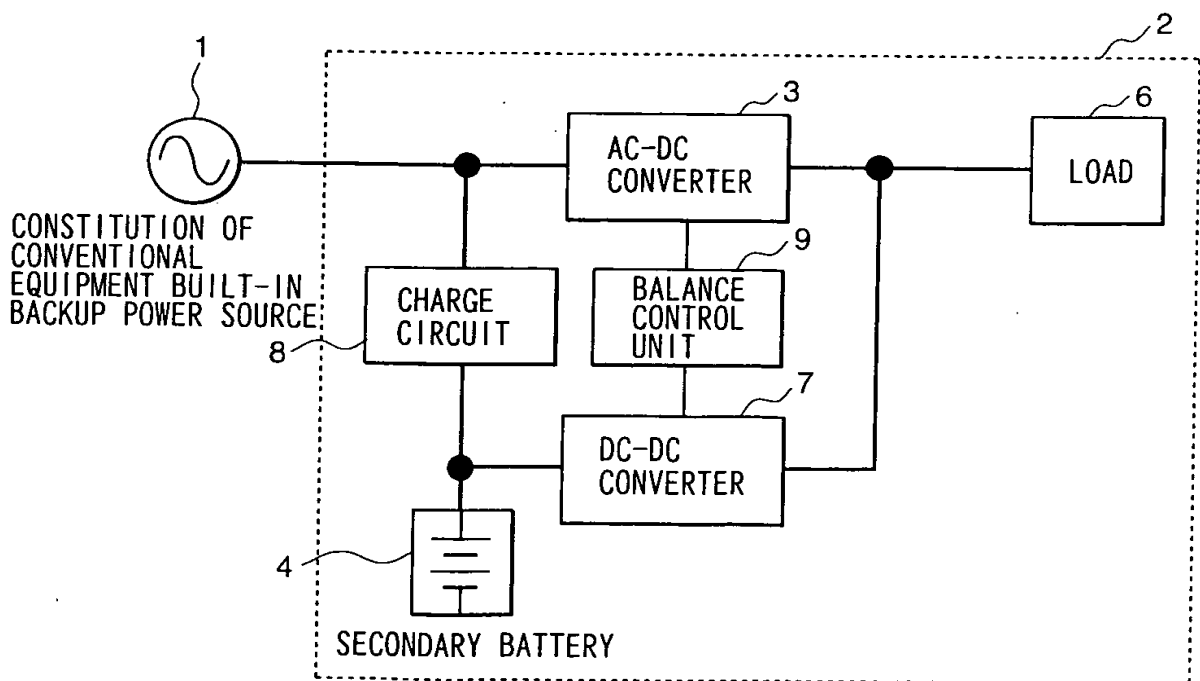 1
2
3
6
AC-DC
CONVERTER
LOAD
CONSTITUTION OF
CONVENTIONAL
EQUIPMENT BUILT-IN
BACKUP POWER SOURCE
9
CHARGE
CIRCUIT
BALANCE
CONTROL
UNIT
8
7
DC-DC
CONVERTER
4
SECONDARY BATTERY